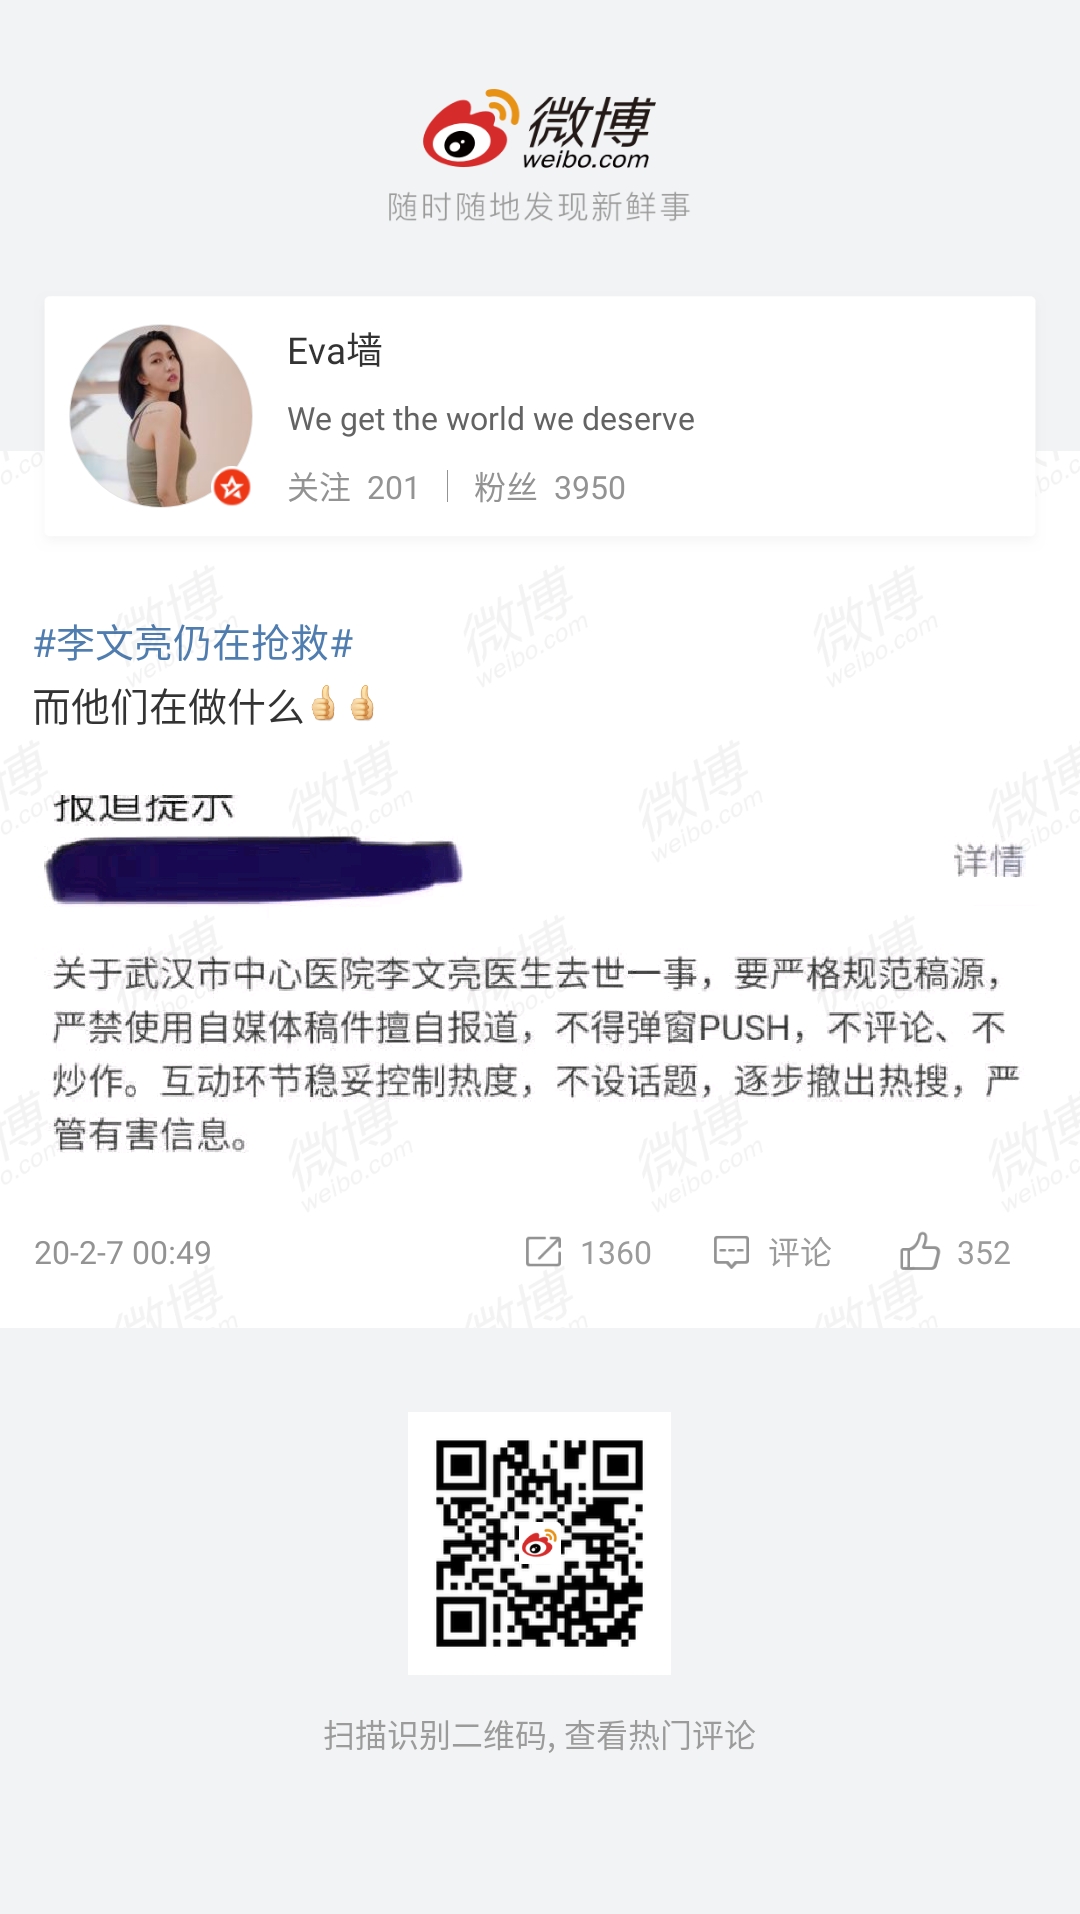 微博
weibo.com
随时随地发现新鲜事
Eva墙
We get the world we deserve
关注 201 | 粉丝 3950
#李文亮仍在抢救#
而他们在做什么👍👍
报道提示
详情
关于武汉市中心医院李文亮医生去世一事，要严格规范稿源，
严禁使用自媒体稿件擅自报道，不得弹窗PUSH，不评论、不
炒作。互动环节稳妥控制热度，不设话题，逐步撤出热搜，严
管有害信息。
20-2-7 00:49 1360 评论 352
扫描识别二维码, 查看热门评论